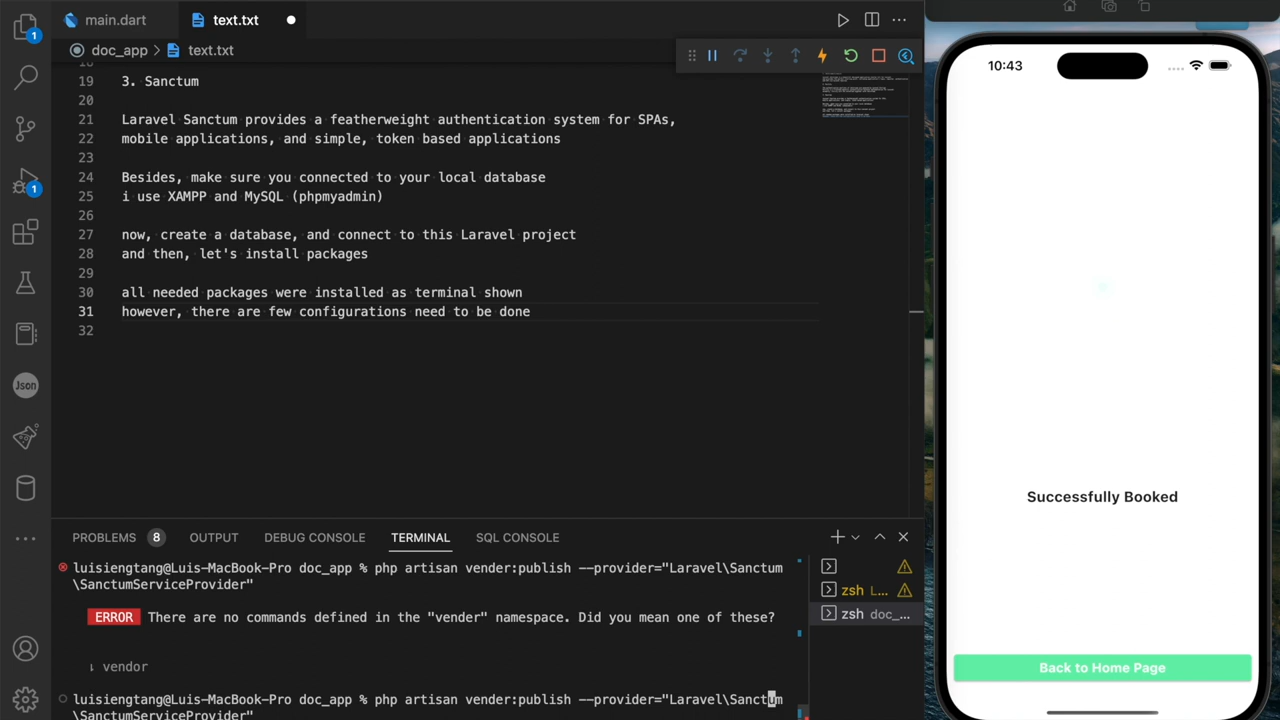 main.dart
text.txt
doc_app > text.txt
19 3. Sanctum
20
21 Laravel Sanctum provides a featherweight authentication system for SPAs,
22 mobile applications, and simple, token based applications
23
24 Besides, make sure you connected to your local database
25 i use XAMPP and MySQL (phpmyadmin)
26
27 now, create a database, and connect to this Laravel project
28 and then, let's install packages
29
30 all needed packages were installed as terminal shown
31 however, there are few configurations need to be done
32
1
1
Json
PROBLEMS 8 OUTPUT DEBUG CONSOLE TERMINAL SQL CONSOLE
luisiengtang@Luis-MacBook-Pro doc_app % php artisan vender:publish --provider="Laravel\Sanctum
\SanctumServiceProvider"
ERROR There are no commands defined in the "vender" namespace. Did you mean one of these?
⇂ vendor
luisiengtang@Luis-MacBook-Pro doc_app % php artisan vender:publish --provider="Laravel\Sanctum
\SanctumServiceProvider"
zsh L...
zsh doc_...
10:43
Successfully Booked
Back to Home Page